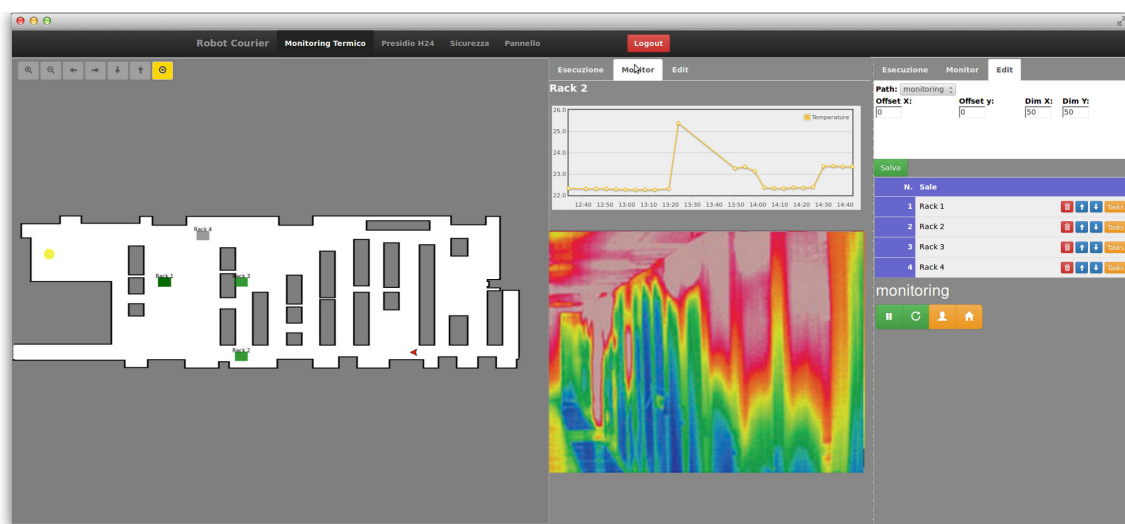 Robot Courier Monitoring Termico Presidio H24 Sicurezza Pannello Logout
Esecuzione Monitor Edit
Rack 2
26.0
25.0
24.0
23.0
22.0
Temperature
12:40 12:50 13:00 13:10 13:20 13:30 13:40 13:50 14:00 14:10 14:20 14:30 14:40
Rack 4
Rack 1
Rack 3
Rack 2
Esecuzione Monitor Edit
Path: monitoring
Offset X: Offset y: Dim X: Dim Y:
0 0 50 50
Salva
N. Sale
1 Rack 1 Tasks
2 Rack 2 Tasks
3 Rack 3 Tasks
4 Rack 4 Tasks
monitoring